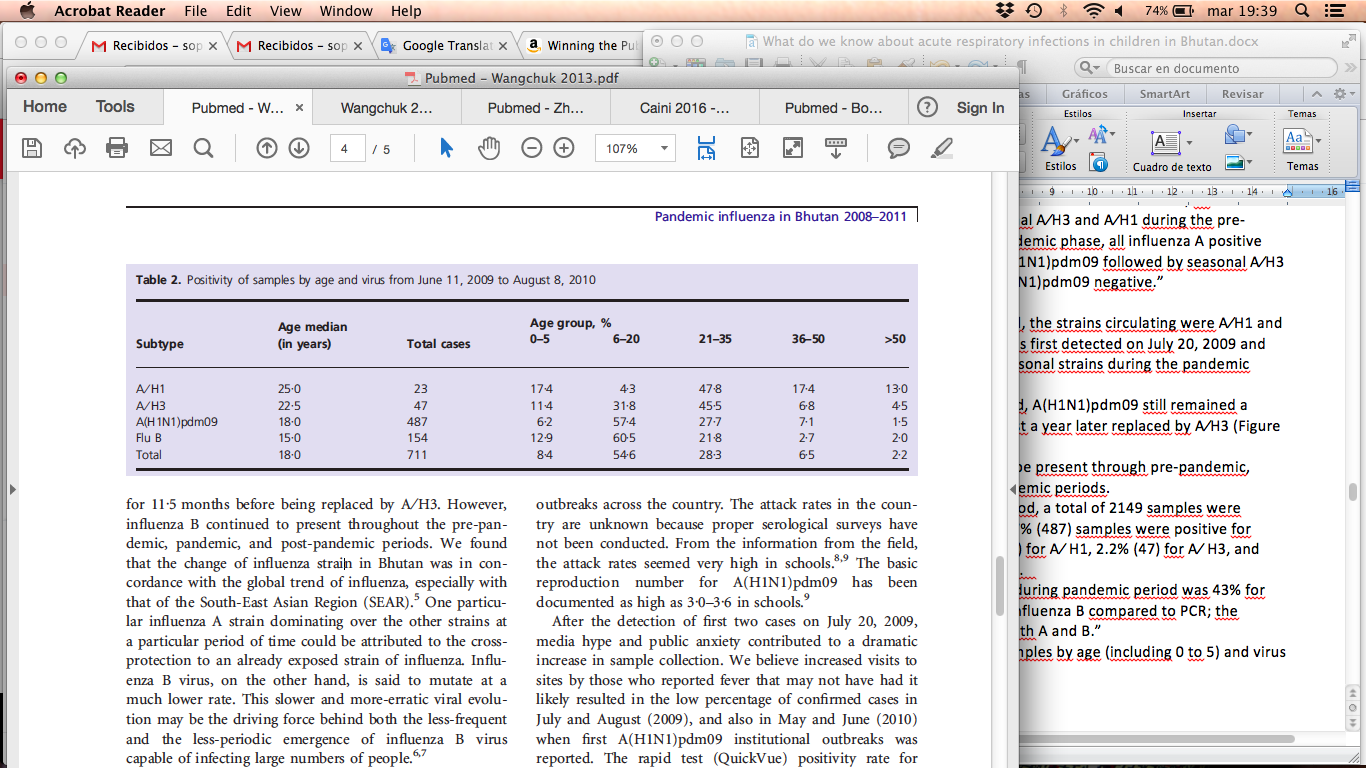 Acrobat Reader File Edit View Window Help 74% mar 19:39
Recibidos – sop × Recibidos – sop × Google Translat × Winning the Pu
What do we know about acute respiratory infections in children in Bhutan.docx
Pubmed – Wangchuk 2013.pdf
Buscar en documento
Home Tools Pubmed - W... × Wangchuk 2... Pubmed - Zh... Caini 2016 -... Pubmed - Bo... Sign In
4 / 5 107%
as Gráficos SmartArt Revisar
Estilos Insertar Temas
Aa
Estilos Cuadro de texto Temas
9 10 11 12 13 14 16
Pandemic influenza in Bhutan 2008–2011
Table 2. Positivity of samples by age and virus from June 11, 2009 to August 8, 2010
Subtype Age median (in years) Total cases Age group, %
0–5 6–20 21–35 36–50 >50
A/H1 25·0 23 17·4 4·3 47·8 17·4 13·0
A/H3 22·5 47 11·4 31·8 45·5 6·8 4·5
A(H1N1)pdm09 18·0 487 6·2 57·4 27·7 7·1 1·5
Flu B 15·0 154 12·9 60·5 21·8 2·7 2·0
Total 18·0 711 8·4 54·6 28·3 6·5 2·2
for 11·5 months before being replaced by A/H3. However,
influenza B continued to present throughout the pre-pan-
demic, pandemic, and post-pandemic periods. We found
that the change of influenza strain in Bhutan was in con-
cordance with the global trend of influenza, especially with
that of the South-East Asian Region (SEAR).5 One particu-
lar influenza A strain dominating over the other strains at
a particular period of time could be attributed to the cross-
protection to an already exposed strain of influenza. Influ-
enza B virus, on the other hand, is said to mutate at a
much lower rate. This slower and more-erratic viral evolu-
tion may be the driving force behind both the less-frequent
and the less-periodic emergence of influenza B virus
capable of infecting large numbers of people.6,7
outbreaks across the country. The attack rates in the coun-
try are unknown because proper serological surveys have
not been conducted. From the information from the field,
the attack rates seemed very high in schools.8,9 The basic
reproduction number for A(H1N1)pdm09 has been
documented as high as 3·0–3·6 in schools.9
After the detection of first two cases on July 20, 2009,
media hype and public anxiety contributed to a dramatic
increase in sample collection. We believe increased visits to
sites by those who reported fever that may not have had it
likely resulted in the low percentage of confirmed cases in
July and August (2009), and also in May and June (2010)
when first A(H1N1)pdm09 institutional outbreaks was
reported. The rapid test (QuickVue) positivity rate for
al A/H3 and A/H1 during the pre-
demic phase, all influenza A positive
1N1)pdm09 followed by seasonal A/H3
N1)pdm09 negative.”
, the strains circulating were A/H1 and
s first detected on July 20, 2009 and
sonal strains during the pandemic
, A(H1N1)pdm09 still remained a
t a year later replaced by A/H3 (Figure
be present through pre-pandemic,
emic periods.
od, a total of 2149 samples were
% (487) samples were positive for
) for A/ H1, 2.2% (47) for A/ H3, and
during pandemic period was 43% for
nfluenza B compared to PCR; the
th A and B.”
mples by age (including 0 to 5) and virus